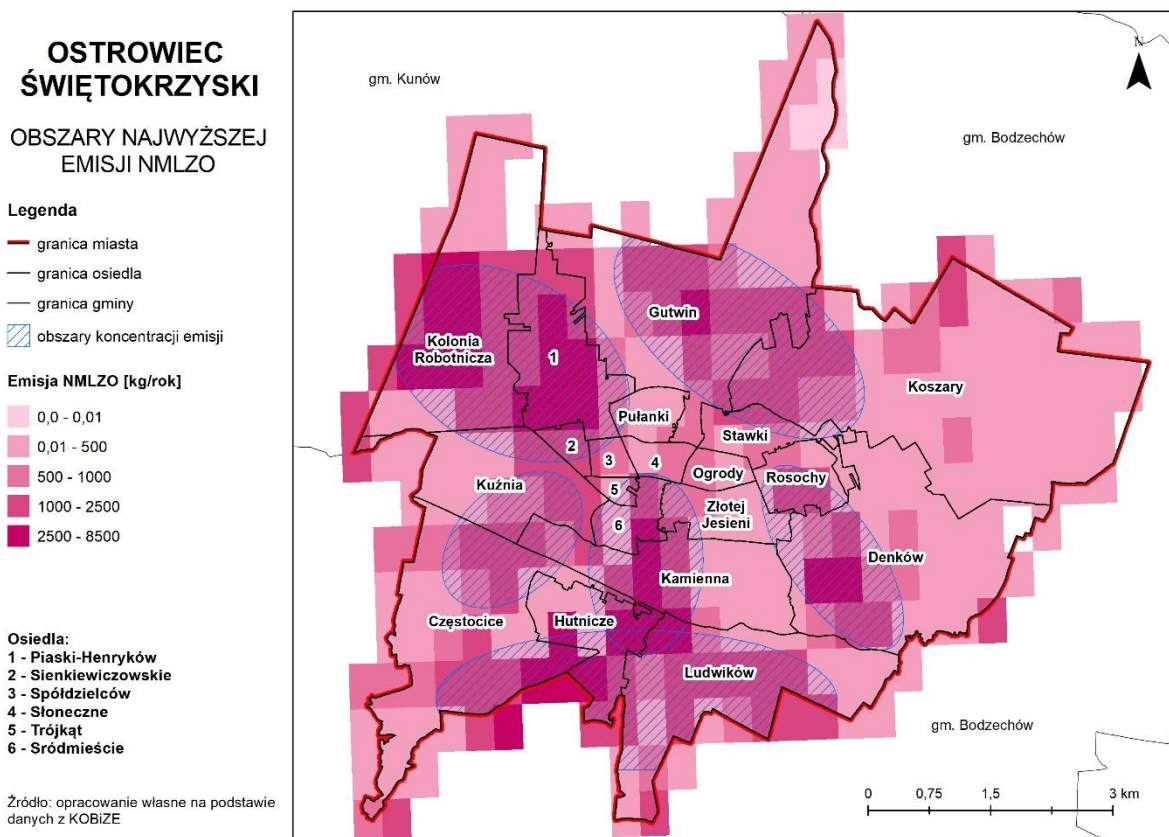 OSTROWIEC
ŚWIĘTOKRZYSKI
OBSZARY NAJWYŻSZEJ
EMISJI NMLZO
Legenda
granica miasta
granica osiedla
granica gminy
obszary koncentracji emisji
Emisja NMLZO [kg/rok]
0,0 - 0,01
0,01 - 500
500 - 1000
1000 - 2500
2500 - 8500
Osiedla:
1 - Piaski-Henryków
2 - Sienkiewiczowskie
3 - Spółdzielców
4 - Słoneczne
5 - Trójkąt
6 - Sródmieście
Źródło: opracowanie własne na podstawie
danych z KOBiZE
gm. Kunów
N
gm. Bodzechów
Gutwin
Kolonia
Robotnicza
1
Koszary
Pułanki
Stawki
2
3
4
Ogrody
Rosochy
Kuźnia
5
Złotej
Jesieni
6
Denków
Kamienna
Częstocice
Hutnicze
Ludwików
gm. Bodzechów
0 0,75 1,5 3 km